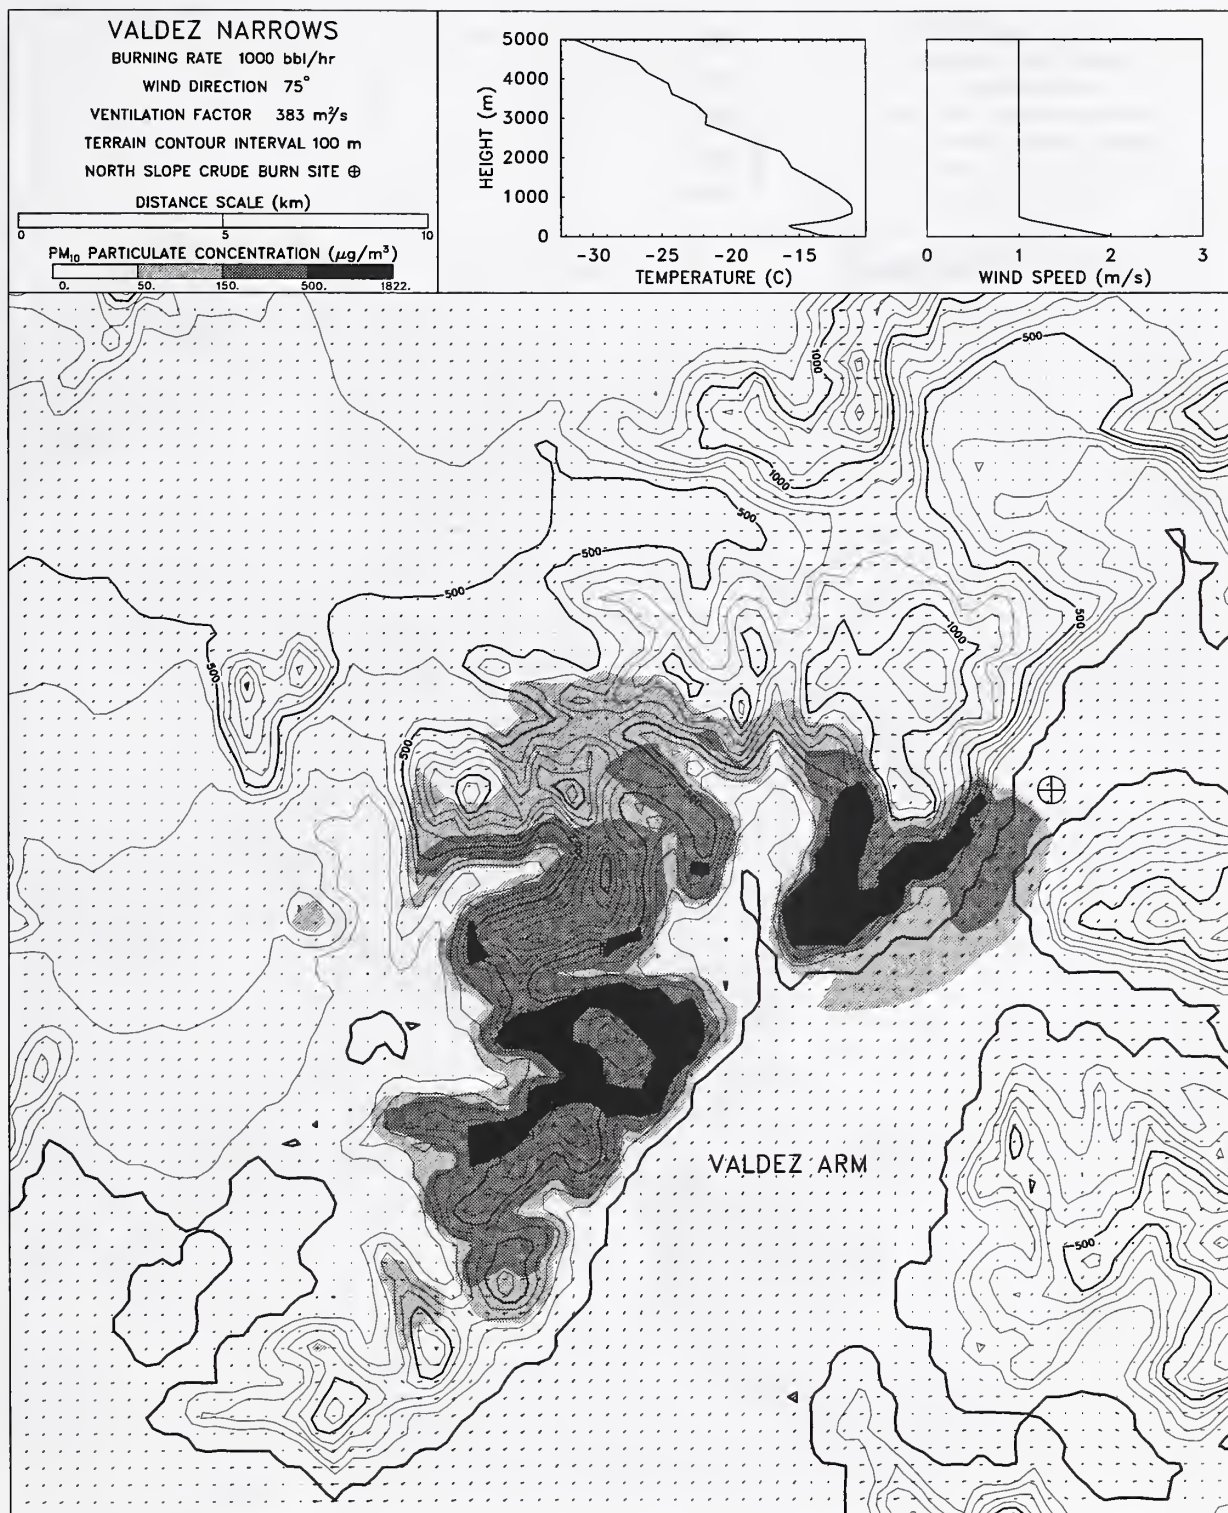 VALDEZ NARROWS
BURNING RATE 1000 bbl/hr
WIND DIRECTION 75°
VENTILATION FACTOR 383 m²/s
TERRAIN CONTOUR INTERVAL 100 m
NORTH SLOPE CRUDE BURN SITE ⊕
DISTANCE SCALE (km)
0 5 10
PM₁₀ PARTICULATE CONCENTRATION (μg/m³)
0. 50. 150. 500. 1822.
5000
4000
3000
2000
1000
0
HEIGHT (m)
-30 -25 -20 -15
TEMPERATURE (C)
0 1 2 3
WIND SPEED (m/s)
500
1000
1000
500
500
500
500
1000
500
500
VALDEZ ARM
500